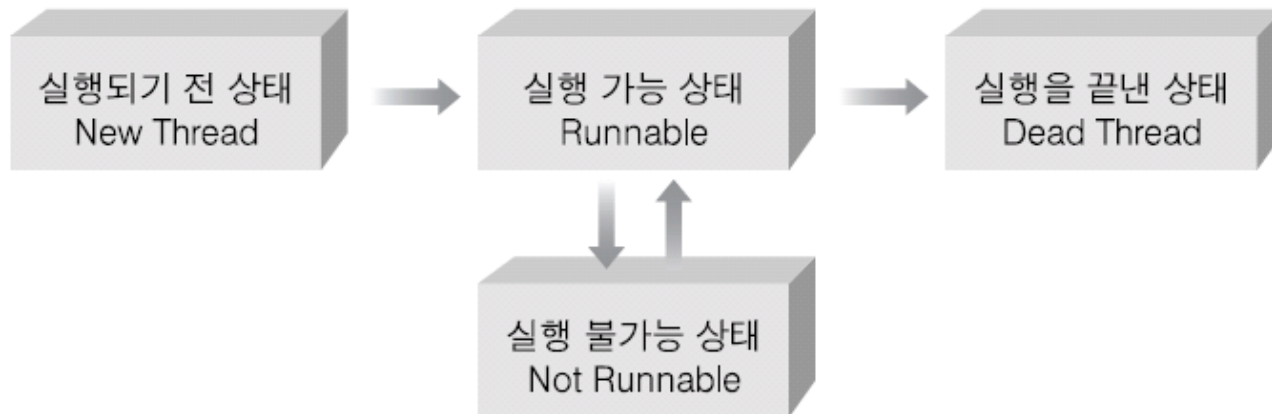 실행되기 전 상태
New Thread
실행 가능 상태
Runnable
실행을 끝낸 상태
Dead Thread
실행 불가능 상태
Not Runnable